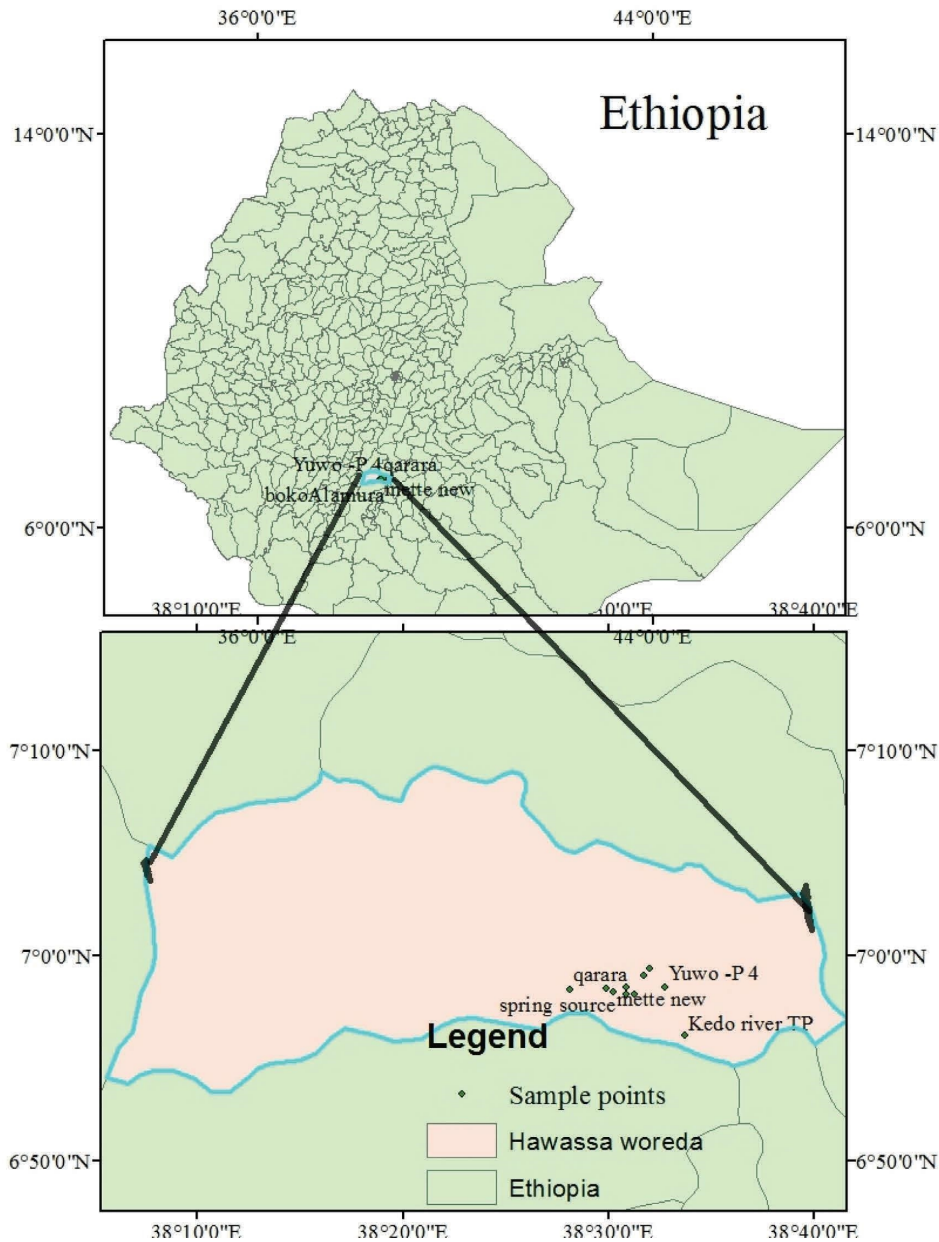 36°0'0"E 44°0'0"E
Ethiopia
14°0'0"N 14°0'0"N
Yuwo -P 4qarara
bokoAlamura mette new
6°0'0"N 6°0'0"N
38°10'0"E 0'0"E 38°40'0"E
36°0'0"E 44°0'0"E
7°10'0"N 7°10'0"N
7°0'0"N 7°0'0"N
qarara Yuwo -P 4
spring source mette new
Kedo river TP
Legend
Sample points
Hawassa woreda
6°50'0"N 6°50'0"N
Ethiopia
38°10'0"E 38°20'0"E 38°30'0"E 38°40'0"E